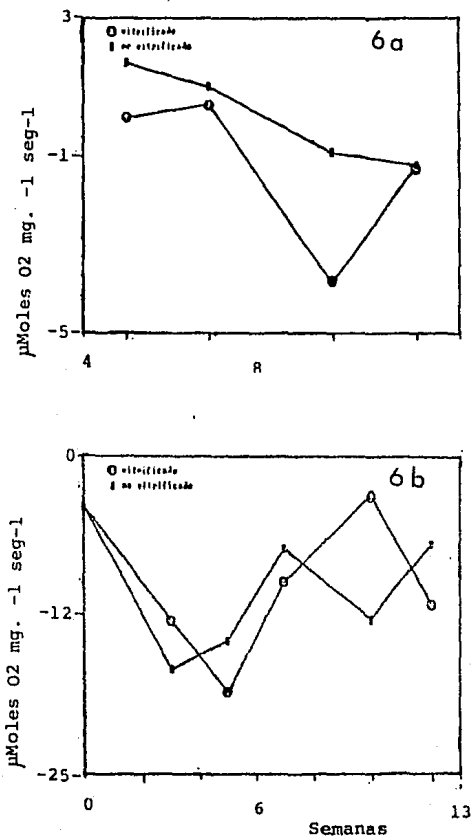 3
O vitrificado
I no vitrificado
6a
-1
-5
µMoles O2 mg. -1 seg-1
4
8
0
O vitrificado
I no vitrificado
6b
-12
-25
µMoles O2 mg. -1 seg-1
0
6
13
Semanas